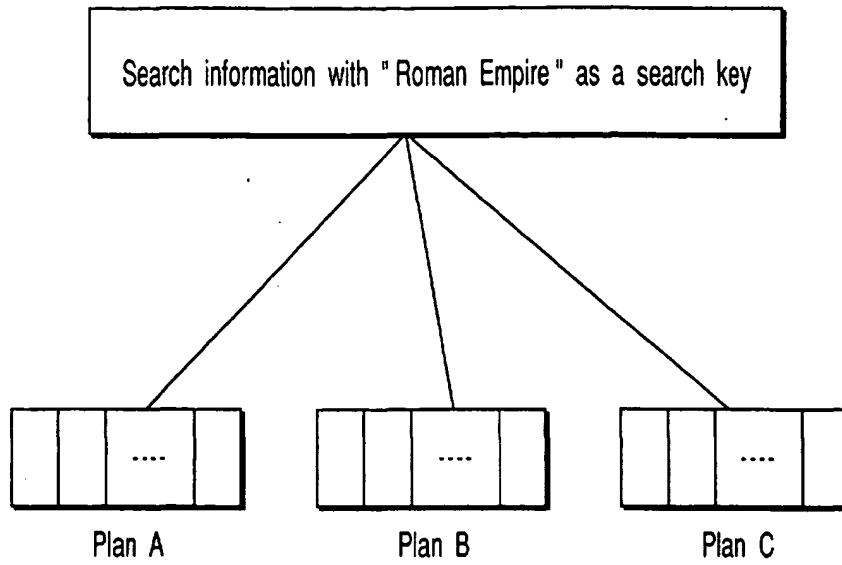 Search information with "Roman Empire" as a search key
.... .... ....
Plan A Plan B Plan C